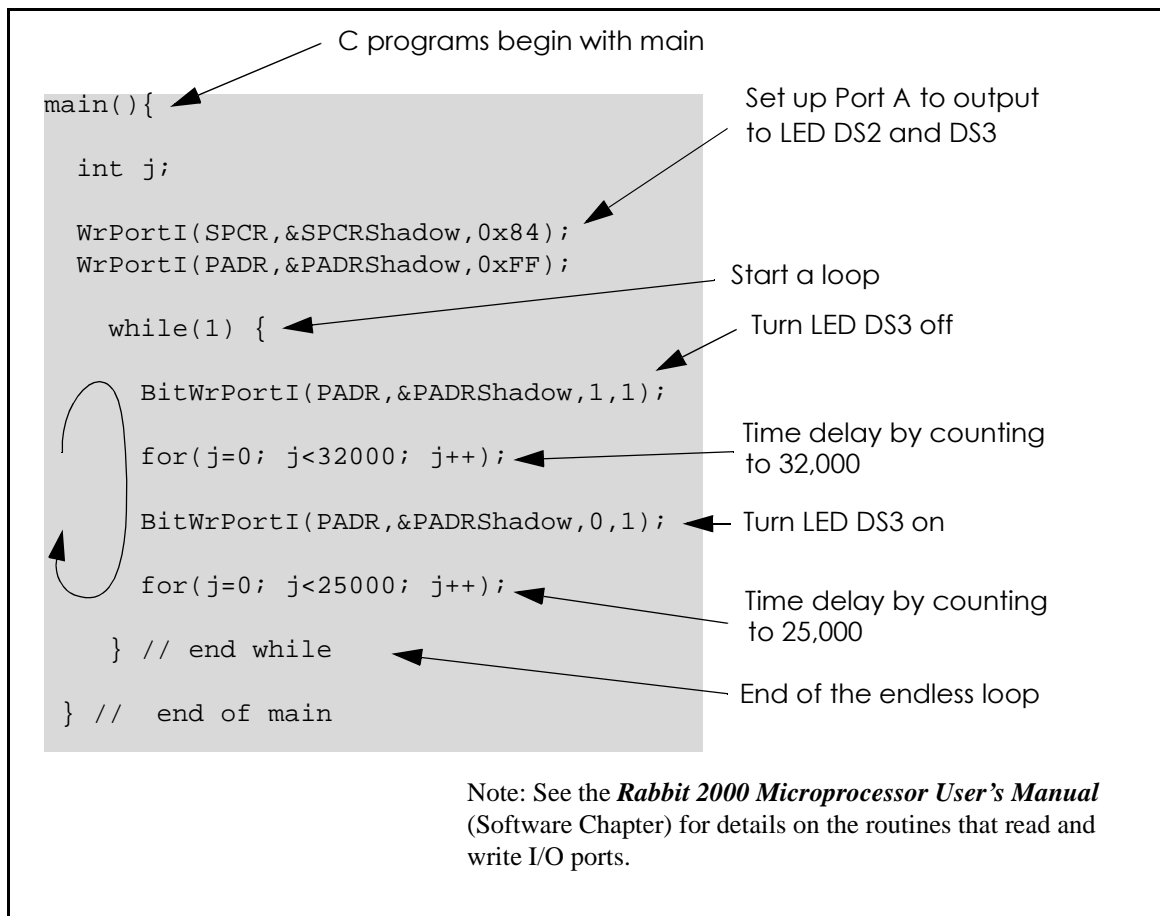 C programs begin with main
main(){
Set up Port A to output
to LED DS2 and DS3
int j;
WrPortI(SPCR,&SPCRShadow,0x84);
WrPortI(PADR,&PADRShadow,0xFF);
Start a loop
while(1) {
Turn LED DS3 off
BitWrPortI(PADR,&PADRShadow,1,1);
Time delay by counting
to 32,000
for(j=0; j<32000; j++);
BitWrPortI(PADR,&PADRShadow,0,1);
Turn LED DS3 on
for(j=0; j<25000; j++);
Time delay by counting
to 25,000
} // end while
End of the endless loop
} //  end of main
Note: See the Rabbit 2000 Microprocessor User's Manual
(Software Chapter) for details on the routines that read and
write I/O ports.